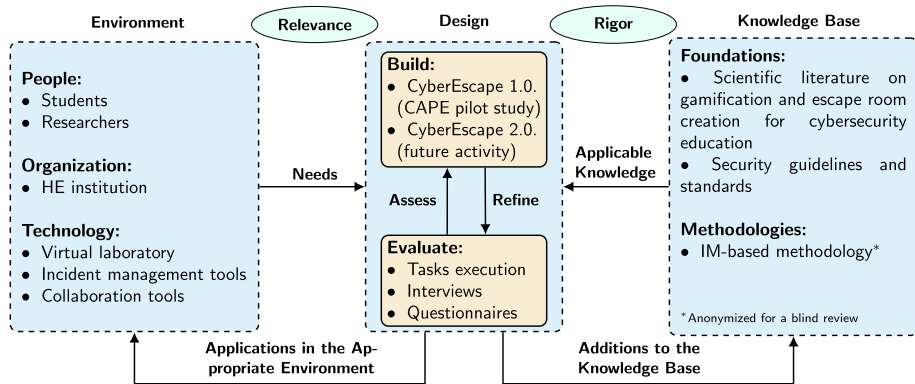 Environment
Relevance
Design
Rigor
Knowledge Base
People:
• Students
• Researchers
Organization:
• HE institution
Technology:
• Virtual laboratory
• Incident management tools
• Collaboration tools
Needs
Build:
• CyberEscape 1.0.
(CAPE pilot study)
• CyberEscape 2.0.
(future activity)
Assess
Refine
Evaluate:
• Tasks execution
• Interviews
• Questionnaires
Applicable
Knowledge
Foundations:
• Scientific literature on
gamification and escape room
creation for cybersecurity
education
• Security guidelines and
standards
Methodologies:
• IM-based methodology*
*Anonymized for a blind review
Applications in the Ap-
propriate Environment
Additions to the
Knowledge Base